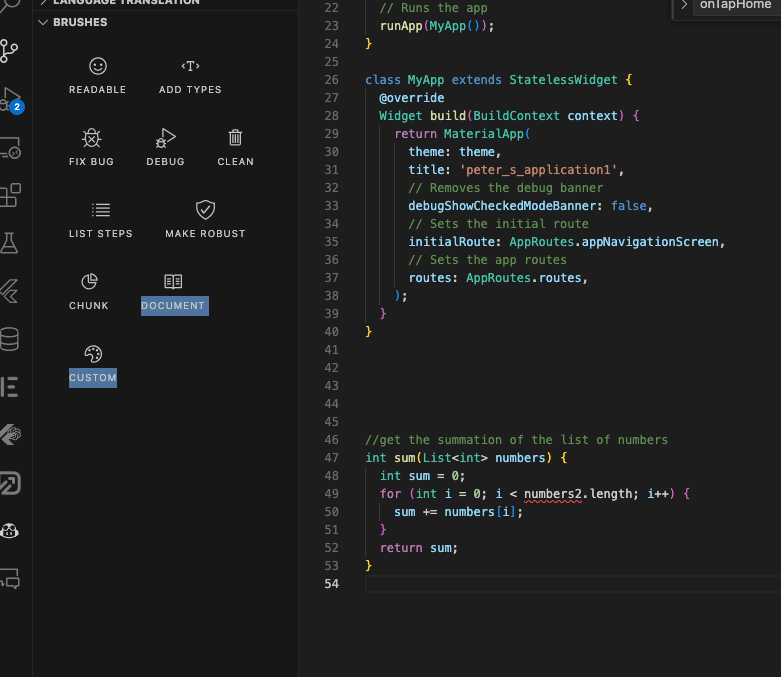 LANGUAGE TRANSLATION
BRUSHES
READABLE
ADD TYPES
FIX BUG
DEBUG
CLEAN
LIST STEPS
MAKE ROBUST
CHUNK
DOCUMENT
CUSTOM
2
onTapHome
22 // Runs the app
23 runApp(MyApp());
24 }
25
26 class MyApp extends StatelessWidget {
27 @override
28 Widget build(BuildContext context) {
29 return MaterialApp(
30 theme: theme,
31 title: 'peter_s_application1',
32 // Removes the debug banner
33 debugShowCheckedModeBanner: false,
34 // Sets the initial route
35 initialRoute: AppRoutes.appNavigationScreen,
36 // Sets the app routes
37 routes: AppRoutes.routes,
38 );
39 }
40 }
41
42
43
44
45
46 //get the summation of the list of numbers
47 int sum(List<int> numbers) {
48 int sum = 0;
49 for (int i = 0; i < numbers2.length; i++) {
50 sum += numbers[i];
51 }
52 return sum;
53 }
54